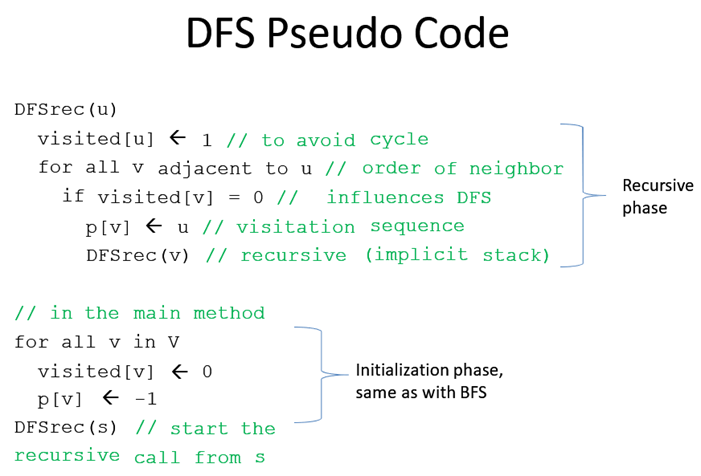 DFS Pseudo Code
DFSrec(u)
visited[u] ← 1 // to avoid cycle
for all v adjacent to u // order of neighbor
if visited[v] = 0 // influences DFS
p[v] ← u // visitation sequence
DFSrec(v) // recursive (implicit stack)
Recursive
phase
// in the main method
for all v in V
visited[v] ← 0
p[v] ← -1
DFSrec(s) // start the
recursive call from s
Initialization phase,
same as with BFS